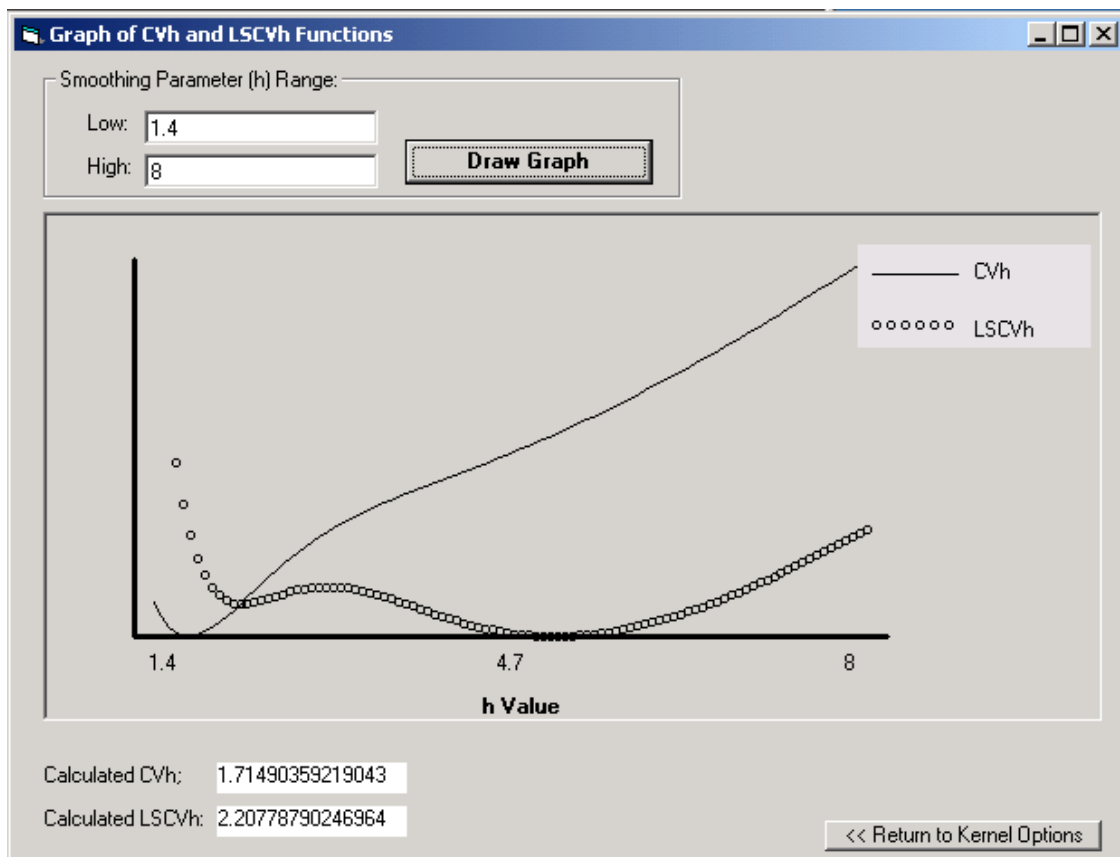 Graph of CVh and LSCVh Functions
Smoothing Parameter (h) Range:
Low: 1.4
High: 8
Draw Graph
CVh
LSCVh
1.4 4.7 8
h Value
Calculated CVh; 1.71490359219043
Calculated LSCVh: 2.20778790246964
<< Return to Kernel Options